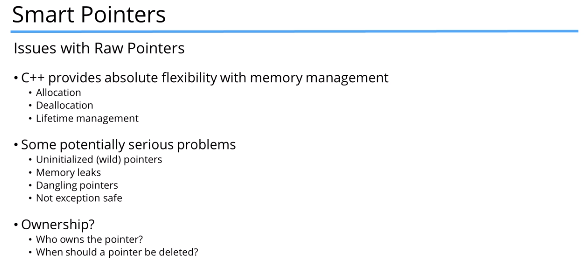 Smart Pointers
Issues with Raw Pointers
• C++ provides absolute flexibility with memory management
• Allocation
• Deallocation
• Lifetime management
• Some potentially serious problems
• Uninitialized (wild) pointers
• Memory leaks
• Dangling pointers
• Not exception safe
• Ownership?
• Who owns the pointer?
• When should a pointer be deleted?